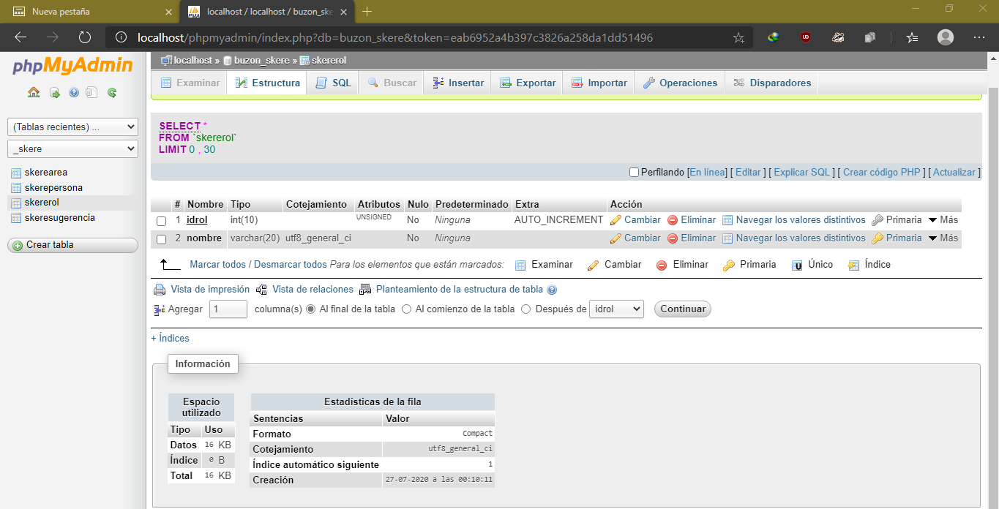 Nueva pestaña
localhost / localhost / buzon_ske
localhost/phpmyadmin/index.php?db=buzon_skere&token=eab6952a4b397c3826a258da1dd51496
phpMyAdmin
(Tablas recientes) ...
_skere
skerearea
skerepersona
skererol
skeresugerencia
Crear tabla
localhost » buzon_skere » skererol
Examinar Estructura SQL Buscar Insertar Exportar Importar Operaciones Disparadores
SELECT *
FROM `skererol`
LIMIT 0 , 30
Perfilando [En línea] [ Editar ] [ Explicar SQL ] [ Crear código PHP ] [ Actualizar ]
# Nombre Tipo Cotejamiento Atributos Nulo Predeterminado Extra Acción
1 idrol int(10) UNSIGNED No Ninguna AUTO_INCREMENT Cambiar Eliminar Navegar los valores distintivos Primaria Más
2 nombre varchar(20) utf8_general_ci No Ninguna Cambiar Eliminar Navegar los valores distintivos Primaria Más
Marcar todos / Desmarcar todos Para los elementos que están marcados: Examinar Cambiar Eliminar Primaria Único Índice
Vista de impresión Vista de relaciones Planteamiento de la estructura de tabla
Agregar 1 columna(s) Al final de la tabla Al comienzo de la tabla Después de idrol Continuar
+ Índices
Información
Espacio utilizado
Tipo Uso
Datos 16 KB
Índice 0 B
Total 16 KB
Estadísticas de la fila
Sentencias Valor
Formato Compact
Cotejamiento utf8_general_ci
Índice automático siguiente 1
Creación 27-07-2020 a las 00:10:11